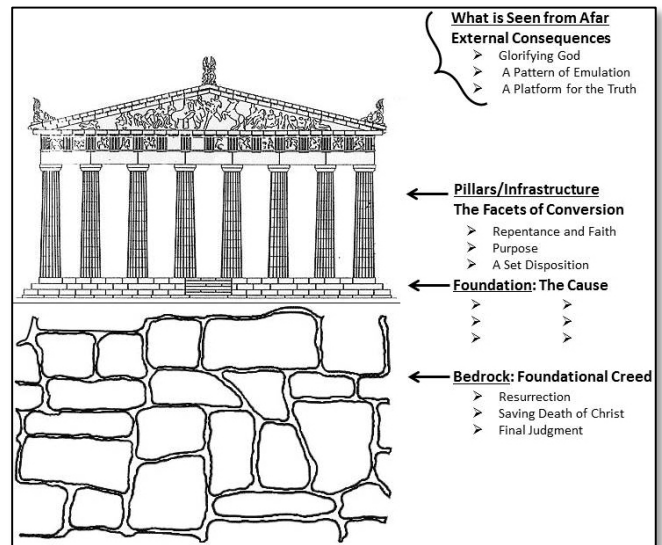 What is Seen from Afar
External Consequences
➢ Glorifying God
➢ A Pattern of Emulation
➢ A Platform for the Truth
Pillars/Infrastructure
The Facets of Conversion
➢ Repentance and Faith
➢ Purpose
➢ A Set Disposition
Foundation: The Cause
➢ ➢
➢ ➢
➢ ➢
Bedrock: Foundational Creed
➢ Resurrection
➢ Saving Death of Christ
➢ Final Judgment